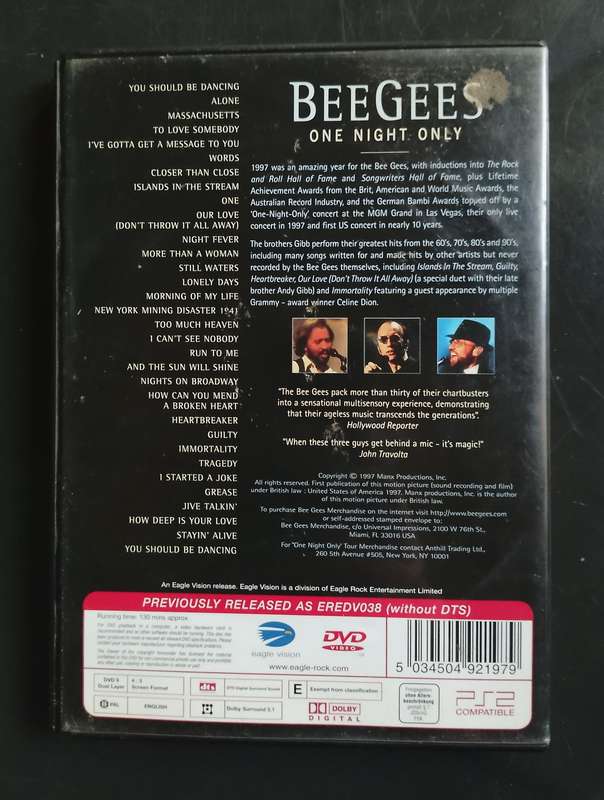 YOU SHOULD BE DANCING
ALONE
MASSACHUSETTS
TO LOVE SOMEBODY
I'VE GOTTA GET A MESSAGE TO YOU
WORDS
CLOSER THAN CLOSE
ISLANDS IN THE STREAM
ONE
OUR LOVE
(DON'T THROW IT ALL AWAY)
NIGHT FEVER
MORE THAN A WOMAN
STILL WATERS
LONELY DAYS
MORNING OF MY LIFE
NEW YORK MINING DISASTER 1941
TOO MUCH HEAVEN
I CAN'T SEE NOBODY
RUN TO ME
AND THE SUN WILL SHINE
NIGHTS ON BROADWAY
HOW CAN YOU MEND
A BROKEN HEART
HEARTBREAKER
GUILTY
IMMORTALITY
TRAGEDY
I STARTED A JOKE
GREASE
JIVE TALKIN'
HOW DEEP IS YOUR LOVE
STAYIN' ALIVE
YOU SHOULD BE DANCING
BEEGEES
ONE NIGHT ONLY
1997 was an amazing year for the Bee Gees, with inductions into The Rock
and Roll Hall of Fame and Songwriters Hall of Fame, plus Lifetime
Achievement Awards from the Brit, American and World Music Awards, the
Australian Record Industry, and the German Bambi Awards topped off by a
'One-Night-Only' concert at the MGM Grand in Las Vegas, their only live
concert in 1997 and first US concert in nearly 10 years.
The brothers Gibb perform their greatest hits from the 60's, 70's, 80's and 90's,
including many songs written for and made hits by other artists but never
recorded by the Bee Gees themselves, including Islands In The Stream, Guilty,
Heartbreaker, Our Love (Don't Throw It All Away) (a special duet with their late
brother Andy Gibb) and Immortality featuring a guest appearance by multiple
Grammy - award winner Celine Dion.
"The Bee Gees pack more than thirty of their chartbusters
into a sensational multisensory experience, demonstrating
that their ageless music transcends the generations".
Hollywood Reporter
"When these three guys get behind a mic - it's magic!"
John Travolta
Copyright © 1997 Manx Productions, Inc.
All rights reserved. First publication of this motion picture (sound recording and film)
under British law : United States of America 1997. Manx productions, Inc. is the author
of this motion picture under British law.
To purchase Bee Gees Merchandise on the internet visit http://www.beegees.com
or self-addressed stamped envelope to:
Bee Gees Merchandise, c/o Universal Impressions, 2100 W 76th St.,
Miami, FL 33016 USA
For 'One Night Only' Tour Merchandise contact Anthill Trading Ltd.,
260 5th Avenue #505, New York, NY 10001
An Eagle Vision release. Eagle Vision is a division of Eagle Rock Entertainment Limited
PREVIOUSLY RELEASED AS EREDV038 (without DTS)
Running time: 130 mins approx
eagle vision
DVD
VIDEO
www.eagle-rock.com
5 034504 921979
DVD 9
Dual Layer
4 : 3
Screen Format
dts
DTS Digital Surround Sound
E
Exempt from classification
PAL
ENGLISH
Dolby Surround 5.1
DOLBY
DIGITAL
Freigegeben
ohne Alters-
beschränkung
PS2
COMPATIBLE